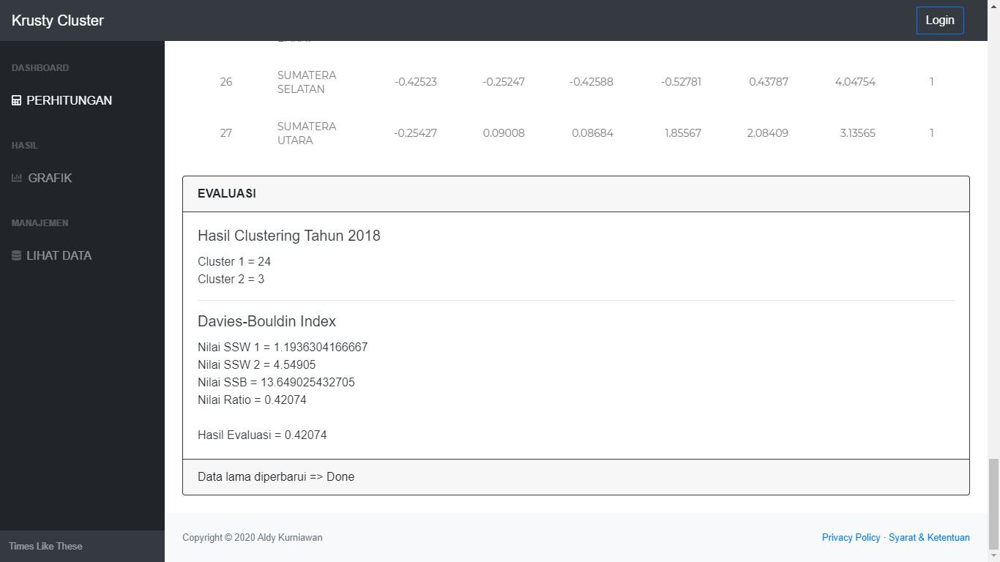 Krusty Cluster
Login
DASHBOARD
PERHITUNGAN
HASIL
GRAFIK
MANAJEMEN
LIHAT DATA
Times Like These
26 SUMATERA SELATAN -0.42523 -0.25247 -0.42588 -0.52781 0.43787 4.04754 1
27 SUMATERA UTARA -0.25427 0.09008 0.08684 1.85567 2.08409 3.13565 1
EVALUASI
Hasil Clustering Tahun 2018
Cluster 1 = 24
Cluster 2 = 3
Davies-Bouldin Index
Nilai SSW 1 = 1.1936304166667
Nilai SSW 2 = 4.54905
Nilai SSB = 13.649025432705
Nilai Ratio = 0.42074
Hasil Evaluasi = 0.42074
Data lama diperbarui => Done
Copyright © 2020 Aldy Kurniawan
Privacy Policy · Syarat & Ketentuan